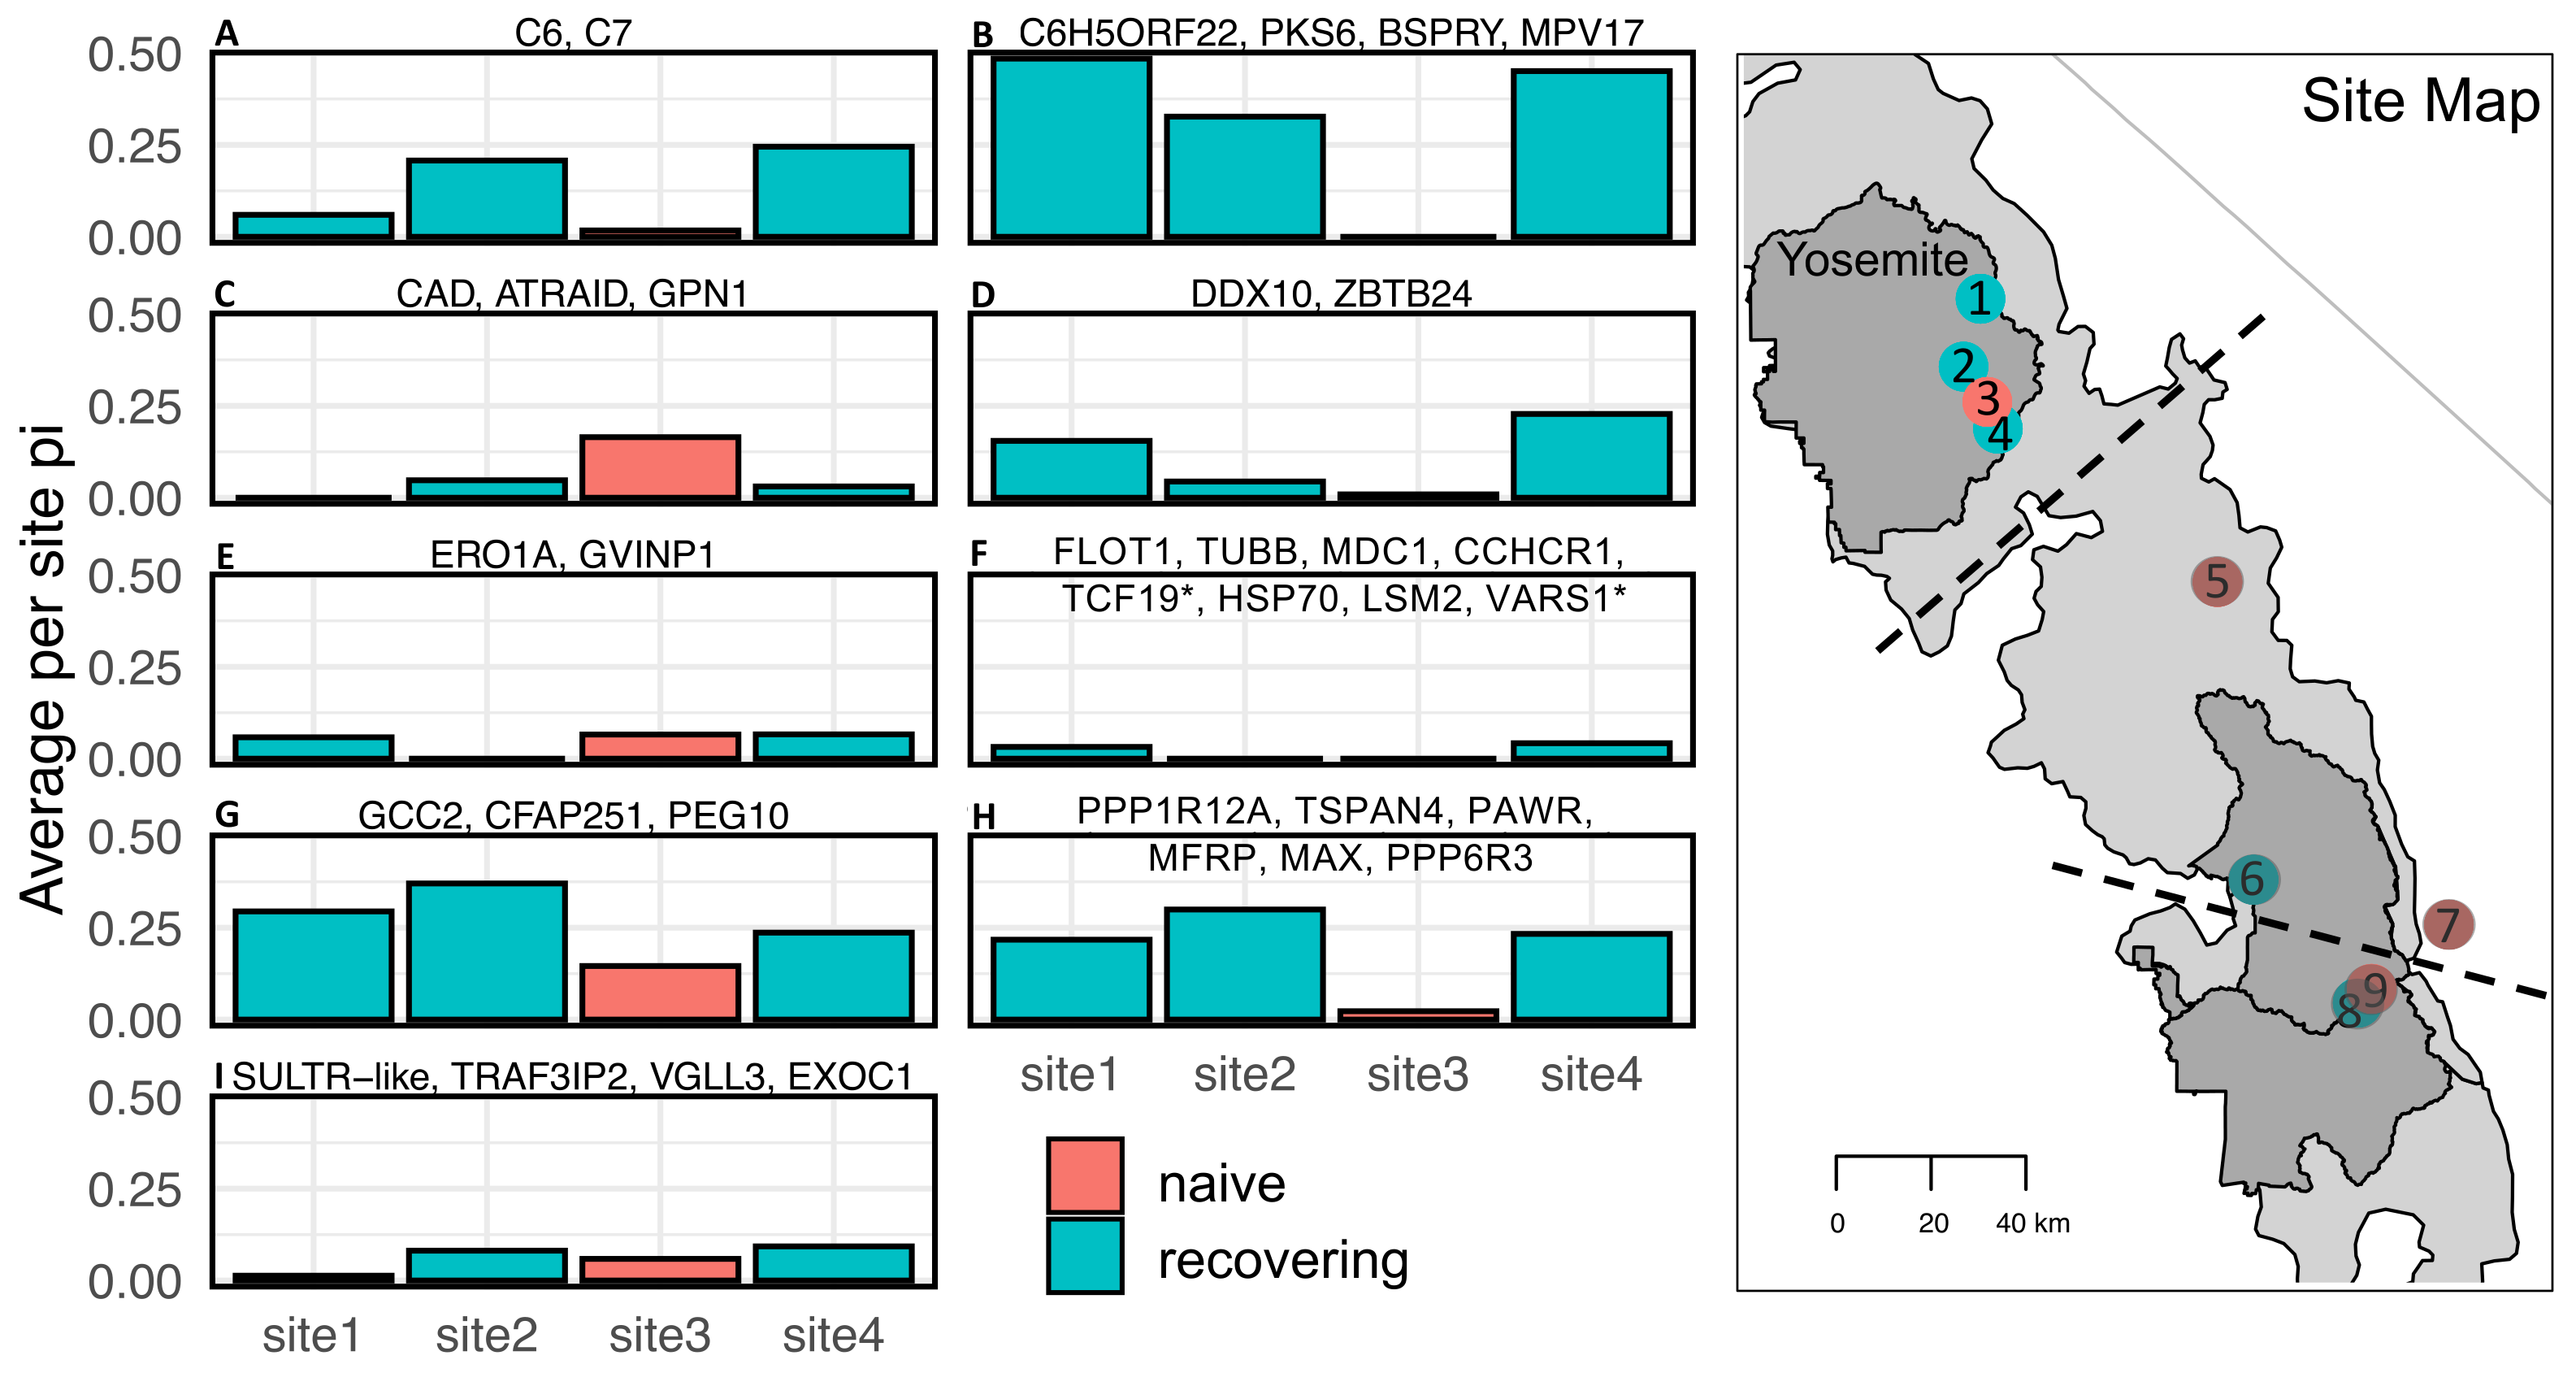 Average per site pi
A
C6, C7
0.50
0.25
0.00
B
C6H5ORF22, PKS6, BSPRY, MPV17
C
CAD, ATRAID, GPN1
0.50
0.25
0.00
D
DDX10, ZBTB24
E
ERO1A, GVINP1
0.50
0.25
0.00
F
FLOT1, TUBB, MDC1, CCHCR1,
TCF19*, HSP70, LSM2, VARS1*
G
GCC2, CFAP251, PEG10
0.50
0.25
0.00
H
PPP1R12A, TSPAN4, PAWR,
MFRP, MAX, PPP6R3
site1 site2 site3 site4
I SULTR–like, TRAF3IP2, VGLL3, EXOC1
0.50
0.25
0.00
site1 site2 site3 site4
naive
recovering
Site Map
Yosemite
1
2
3
4
5
6
7
9
8
0 20 40 km